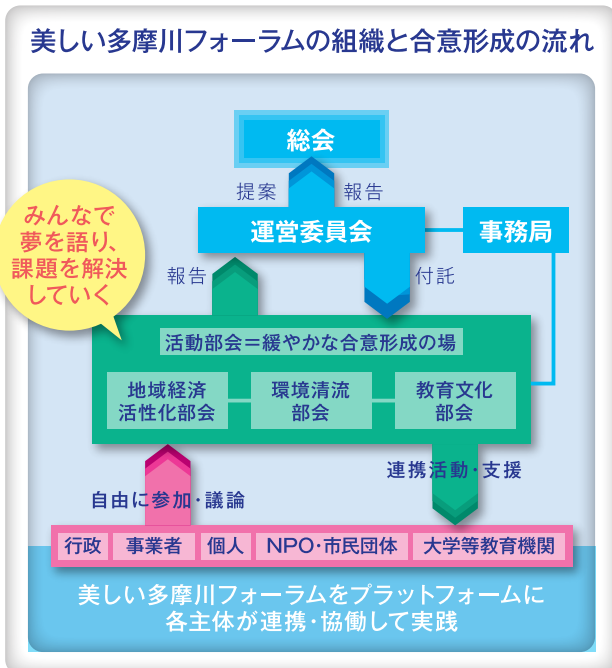 美しい多摩川フォーラムの組織と合意形成の流れ
総会
提案
報告
運営委員会
事務局
みんなで
夢を語り、
課題を解決
していく
報告
付託
活動部会＝緩やかな合意形成の場
地域経済
活性化部会
環境清流
部会
教育文化
部会
連携活動・支援
自由に参加・議論
行政
事業者
個人
NPO・市民団体
大学等教育機関
美しい多摩川フォーラムをプラットフォームに
各主体が連携・協働して実践